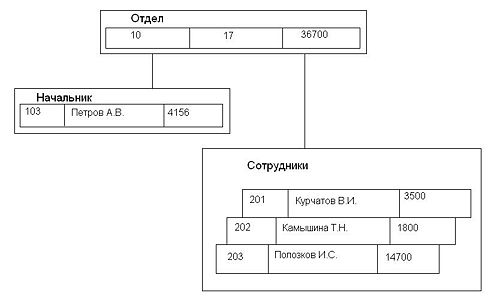 Отдел
10 17 36700
Начальник
103 Петров А.В. 4156
Сотрудники
201 Курчатов В.И. 3500
202 Камышина Т.Н. 1800
203 Полозков И.С. 14700